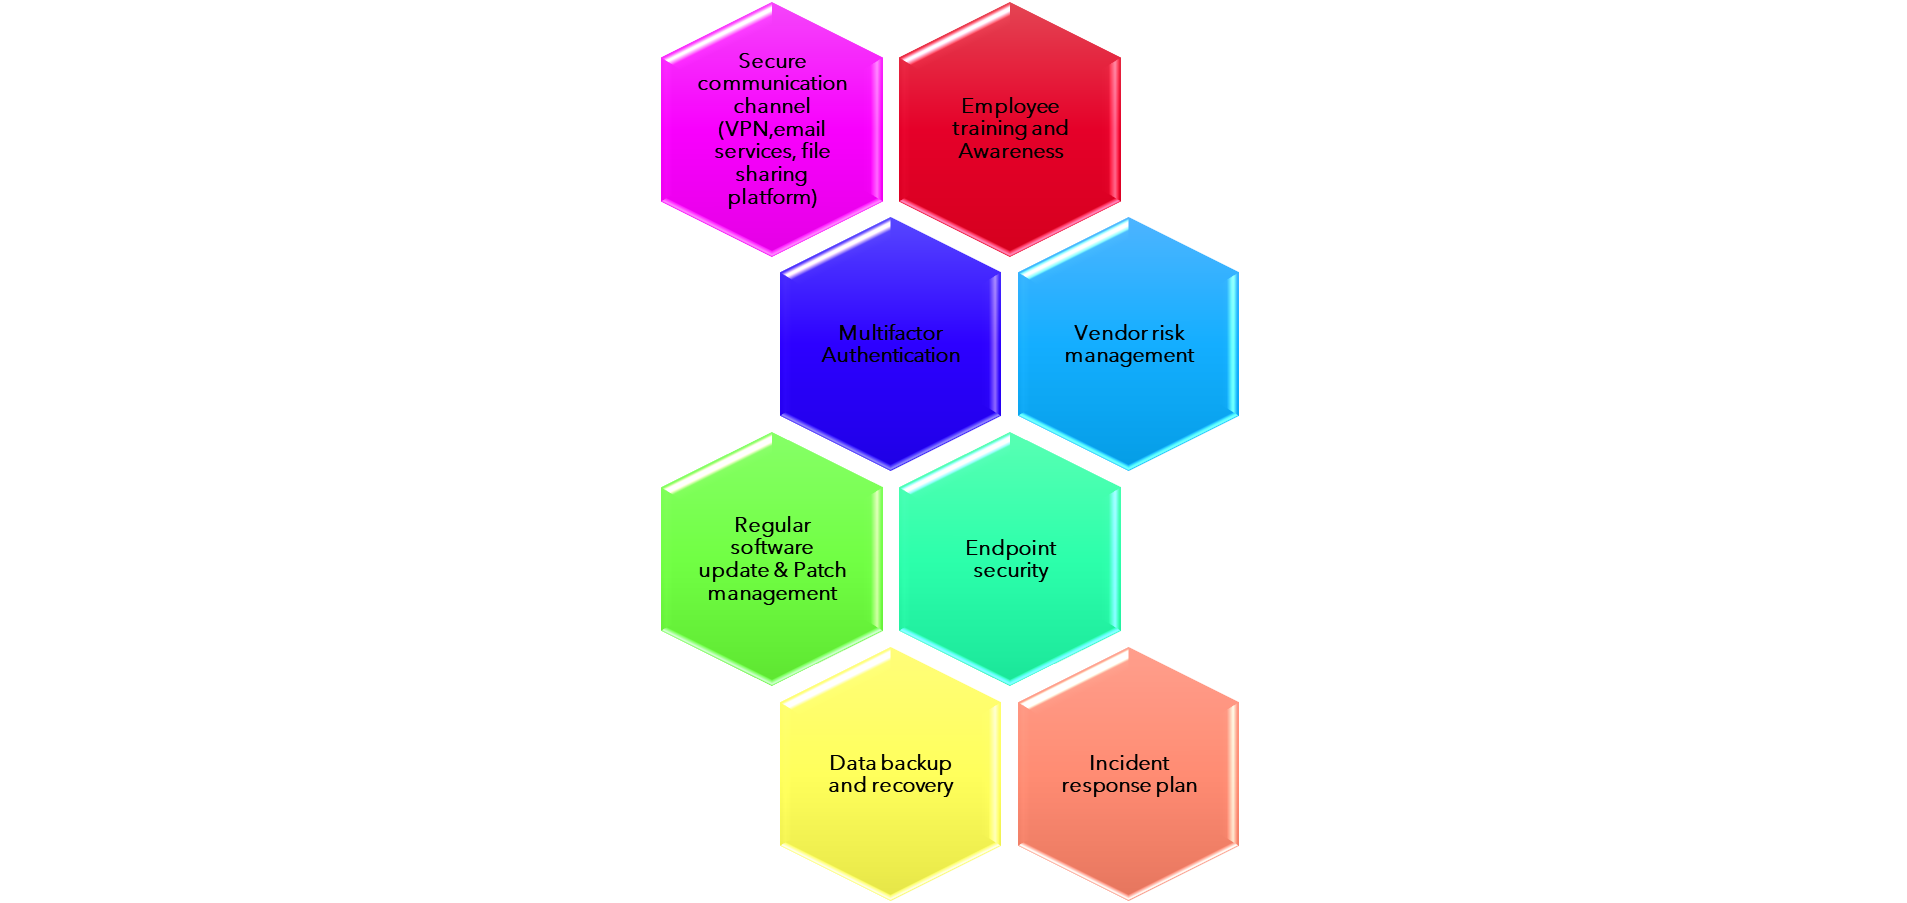 Secure
communication
channel
(VPN,email
services, file
sharing
platform)
Employee
training and
Awareness
Multifactor
Authentication
Vendor risk
management
Regular
software
update & Patch
management
Endpoint
security
Data backup
and recovery
Incident
response plan